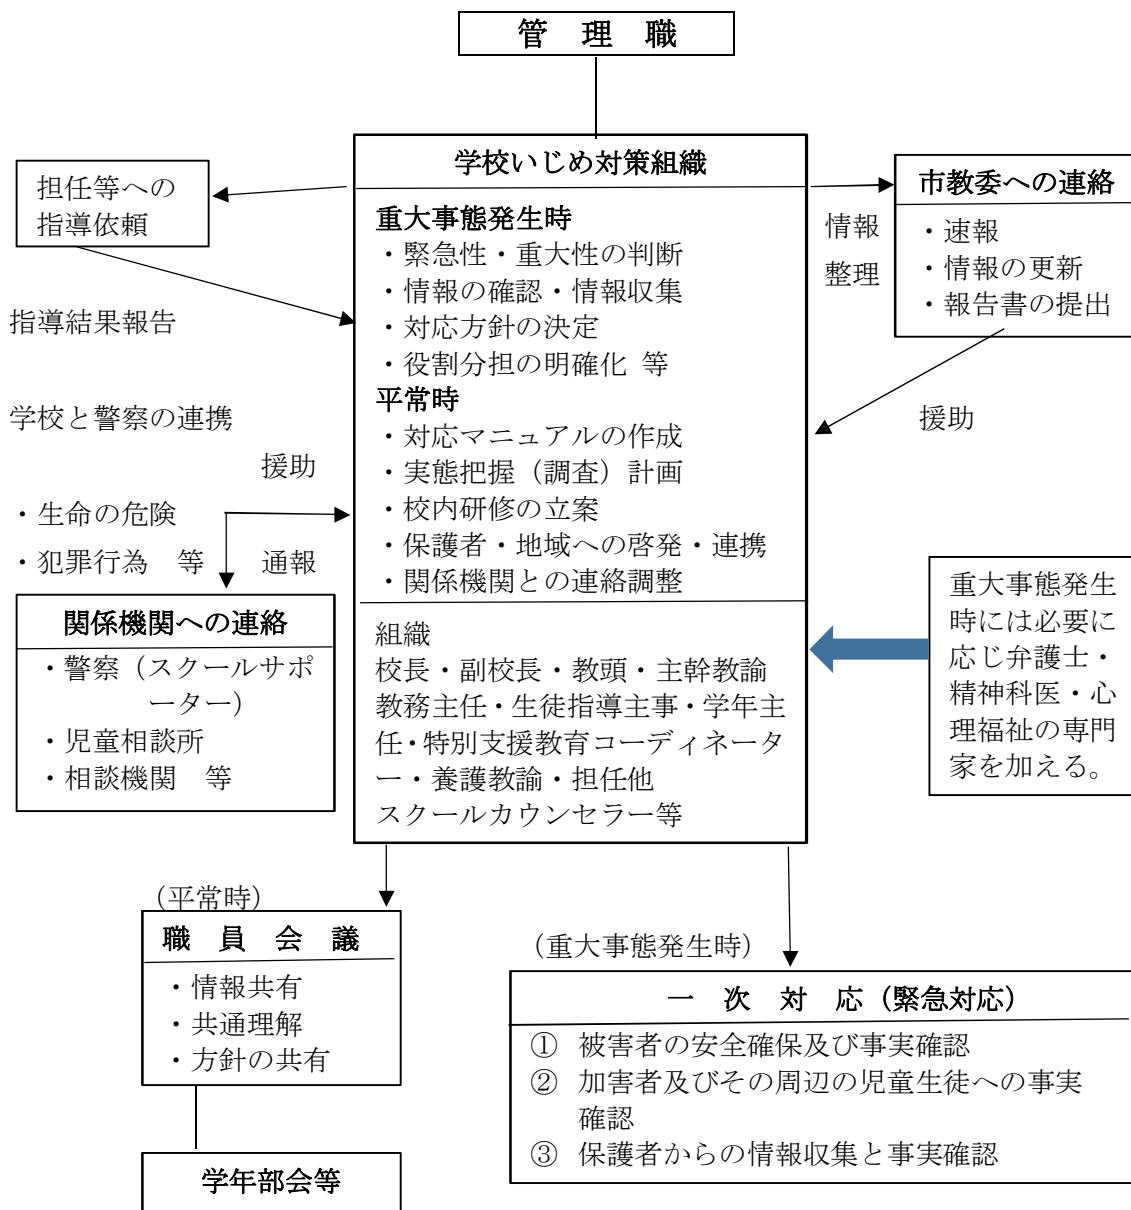 管　理　職
学校いじめ対策組織
重大事態発生時
・緊急性・重大性の判断
・情報の確認・情報収集
・対応方針の決定
・役割分担の明確化 等
平常時
・対応マニュアルの作成
・実態把握（調査）計画
・校内研修の立案
・保護者・地域への啓発・連携
・関係機関との連絡調整
組織
校長・副校長・教頭・主幹教諭
教務主任・生徒指導主事・学年主
任・特別支援教育コーディネータ
ー・養護教諭・担任他
スクールカウンセラー等
担任等への
指導依頼
指導結果報告
学校と警察の連携
援助
・生命の危険
・犯罪行為　等
通報
関係機関への連絡
・警察（スクールサポ
ーター）
・児童相談所
・相談機関　等
情報
整理
市教委への連絡
・速報
・情報の更新
・報告書の提出
援助
重大事態発生
時には必要に
応じ弁護士・
精神科医・心
理福祉の専門
家を加える。
（平常時）
職　員　会　議
・情報共有
・共通理解
・方針の共有
学年部会等
（重大事態発生時）
一　次　対　応（緊急対応）
① 被害者の安全確保及び事実確認
② 加害者及びその周辺の児童生徒への事実
確認
③ 保護者からの情報収集と事実確認